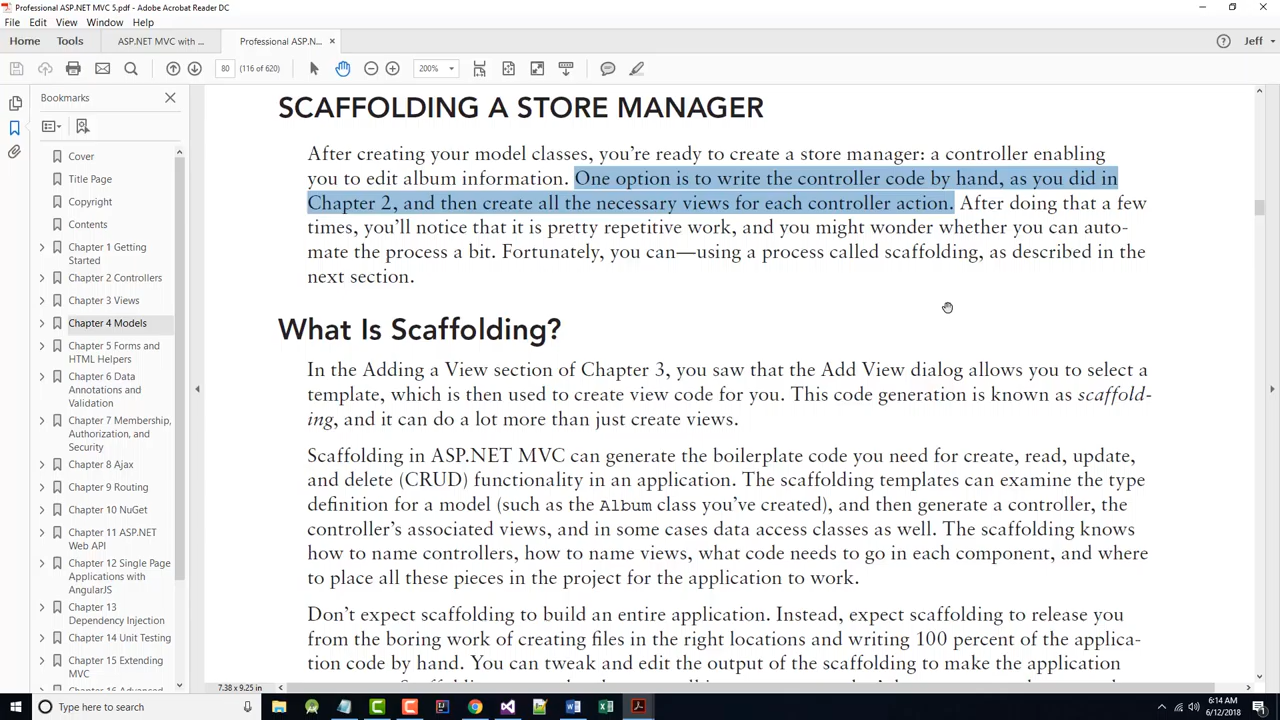 Professional ASP.NET MVC 5.pdf - Adobe Acrobat Reader DC
File Edit View Window Help
Home Tools ASP.NET MVC with ... Professional ASP.N... × Jeff
80 (116 of 620) 200%
Bookmarks
Cover
Title Page
Copyright
Contents
Chapter 1 Getting
Started
Chapter 2 Controllers
Chapter 3 Views
Chapter 4 Models
Chapter 5 Forms and
HTML Helpers
Chapter 6 Data
Annotations and
Validation
Chapter 7 Membership,
Authorization, and
Security
Chapter 8 Ajax
Chapter 9 Routing
Chapter 10 NuGet
Chapter 11 ASP.NET
Web API
Chapter 12 Single Page
Applications with
AngularJS
Chapter 13
Dependency Injection
Chapter 14 Unit Testing
Chapter 15 Extending
MVC
Chapter 16 Advanced
SCAFFOLDING A STORE MANAGER
After creating your model classes, you’re ready to create a store manager: a controller enabling
you to edit album information. One option is to write the controller code by hand, as you did in
Chapter 2, and then create all the necessary views for each controller action. After doing that a few
times, you’ll notice that it is pretty repetitive work, and you might wonder whether you can auto-
mate the process a bit. Fortunately, you can—using a process called scaffolding, as described in the
next section.
What Is Scaffolding?
In the Adding a View section of Chapter 3, you saw that the Add View dialog allows you to select a
template, which is then used to create view code for you. This code generation is known as scaffold-
ing, and it can do a lot more than just create views.
Scaffolding in ASP.NET MVC can generate the boilerplate code you need for create, read, update,
and delete (CRUD) functionality in an application. The scaffolding templates can examine the type
definition for a model (such as the Album class you’ve created), and then generate a controller, the
controller’s associated views, and in some cases data access classes as well. The scaffolding knows
how to name controllers, how to name views, what code needs to go in each component, and where
to place all these pieces in the project for the application to work.
Don’t expect scaffolding to build an entire application. Instead, expect scaffolding to release you
from the boring work of creating files in the right locations and writing 100 percent of the applica-
tion code by hand. You can tweak and edit the output of the scaffolding to make the application
7.38 x 9.25 in
Type here to search
6:14 AM
6/12/2018